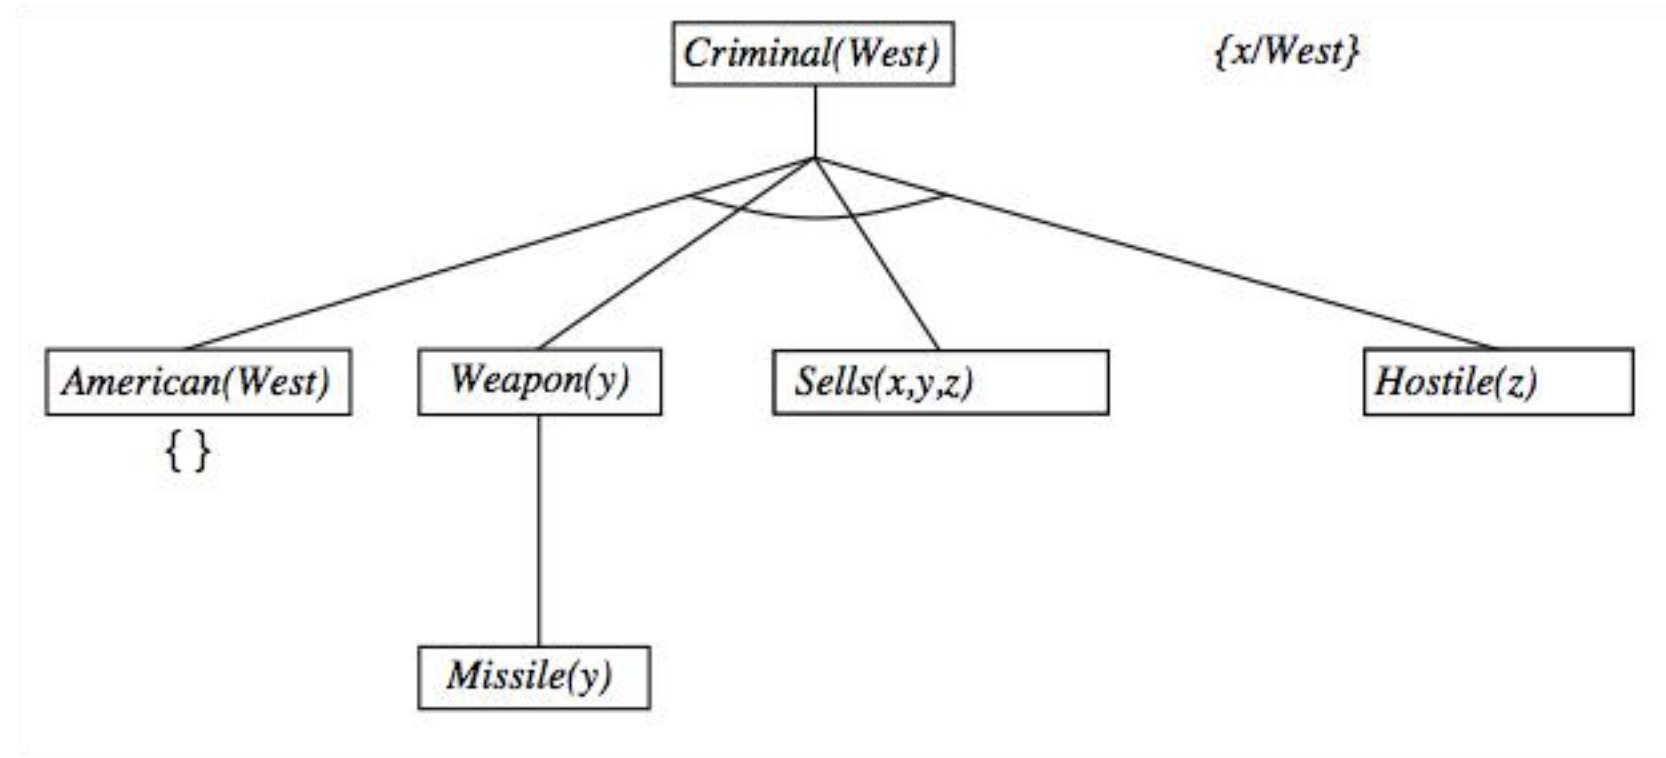 Criminal(West)
{x/West}
American(West)
Weapon(y)
Sells(x,y,z)
Hostile(z)
{ }
Missile(y)